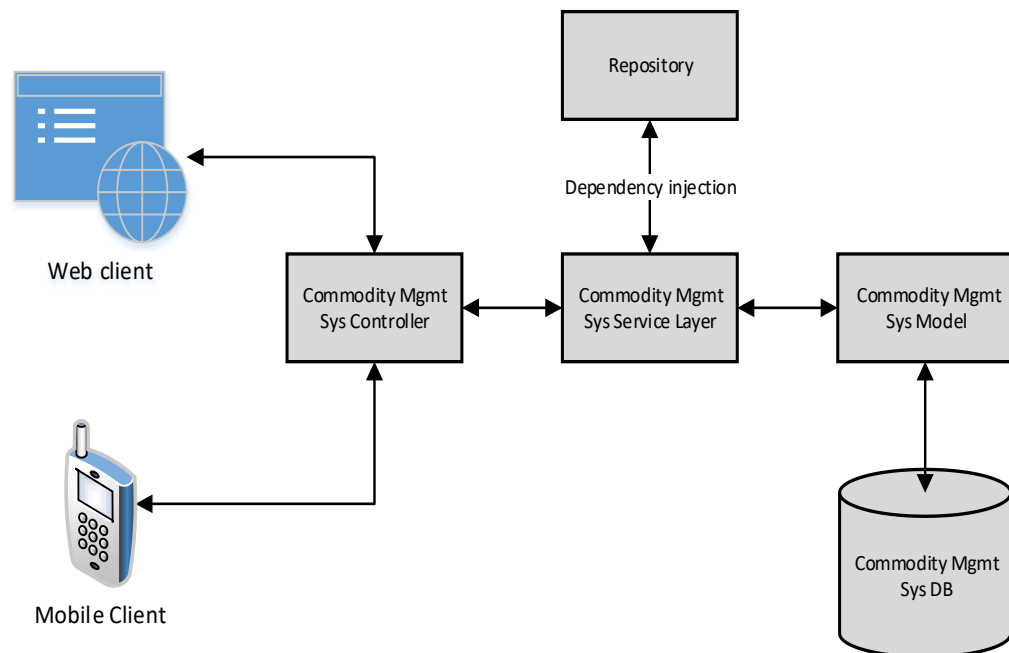 Repository
Dependency injection
Web client
Commodity Mgmt
Sys Controller
Commodity Mgmt
Sys Service Layer
Commodity Mgmt
Sys Model
Commodity Mgmt
Sys DB
Mobile Client